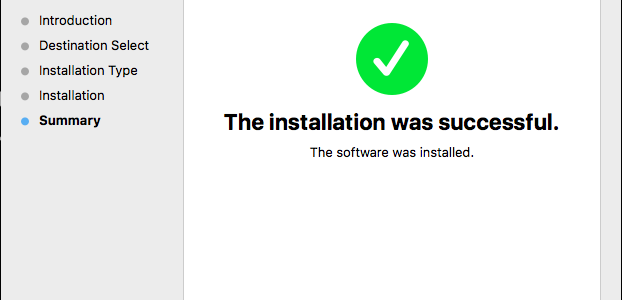 Introduction
Destination Select
Installation Type
Installation
Summary
The installation was successful.
The software was installed.